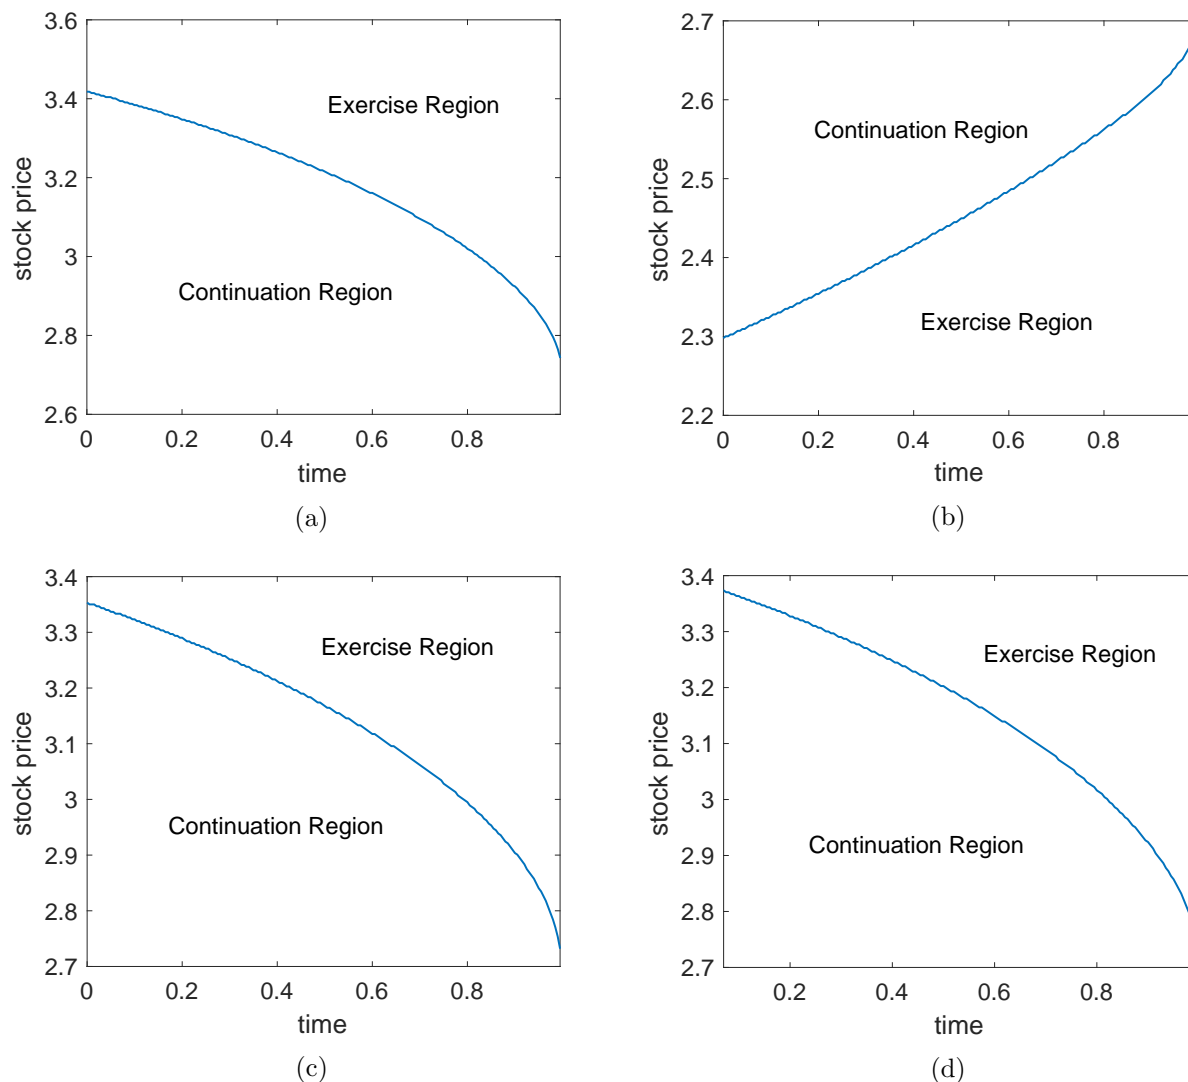 3.6
3.4
3.2
3
2.8
2.6
stock price
Exercise Region
Continuation Region
0 0.2 0.4 0.6 0.8
time
(a)
2.7
2.6
2.5
2.4
2.3
2.2
stock price
Continuation Region
Exercise Region
0 0.2 0.4 0.6 0.8
time
(b)
3.4
3.3
3.2
3.1
3
2.9
2.8
2.7
stock price
Exercise Region
Continuation Region
0 0.2 0.4 0.6 0.8
time
(c)
3.4
3.3
3.2
3.1
3
2.9
2.8
2.7
stock price
Exercise Region
Continuation Region
0.2 0.4 0.6 0.8
time
(d)